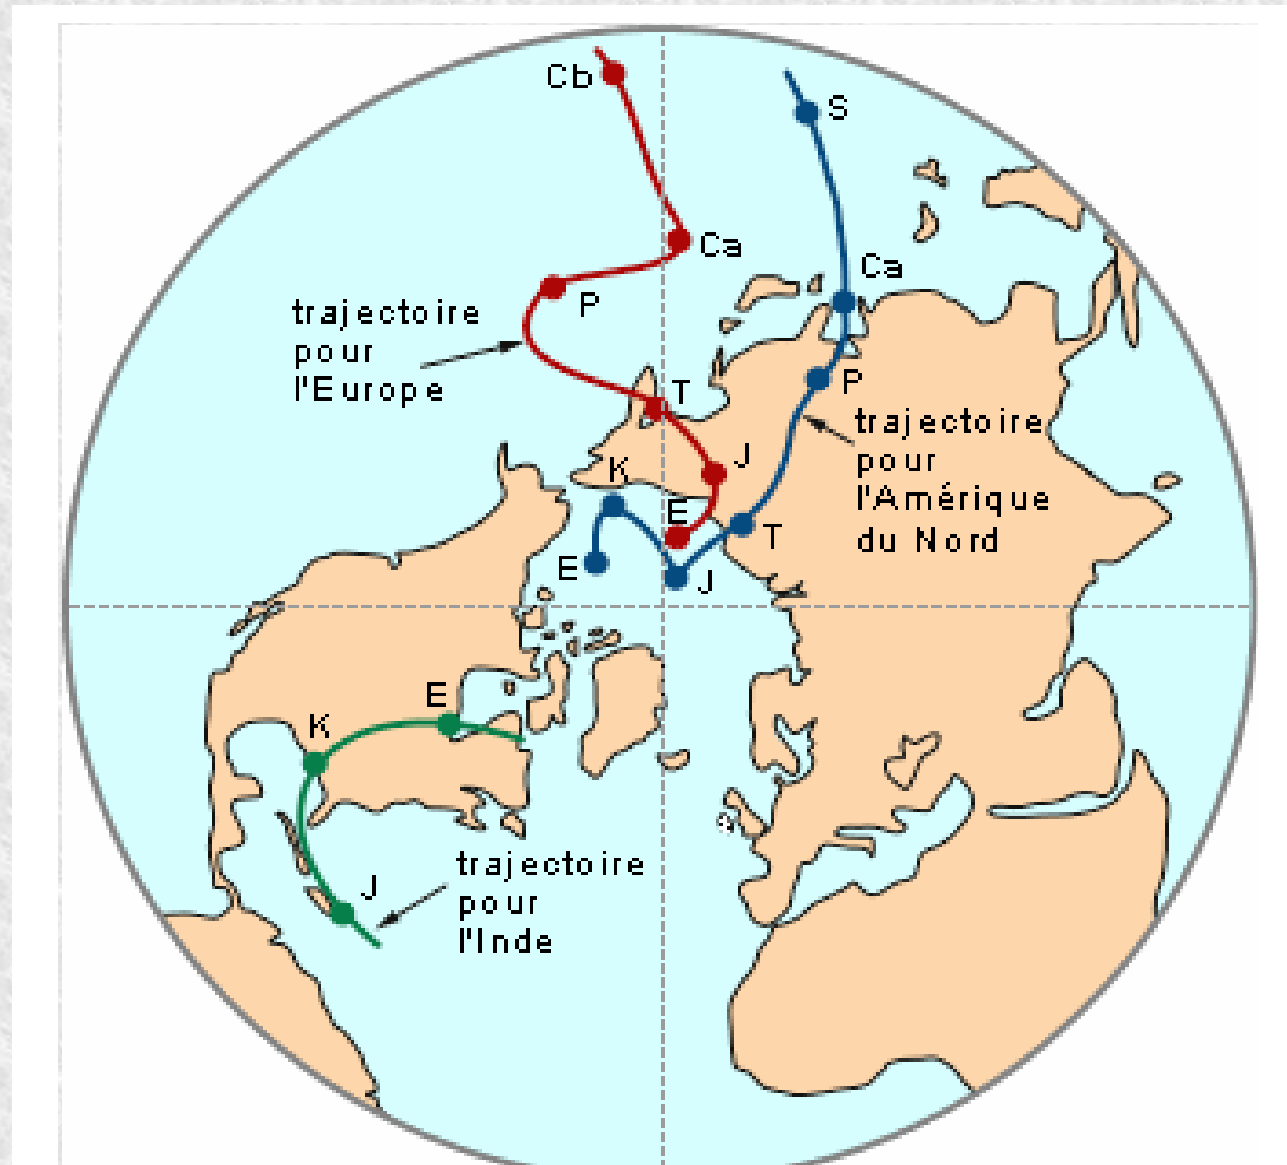 Cb
S
Ca
Ca
P
trajectoire
pour
l'Europe
T
P
trajectoire
pour
l'Amérique
du Nord
K
J
E
T
E
J
E
K
J
trajectoire
pour
l'Inde